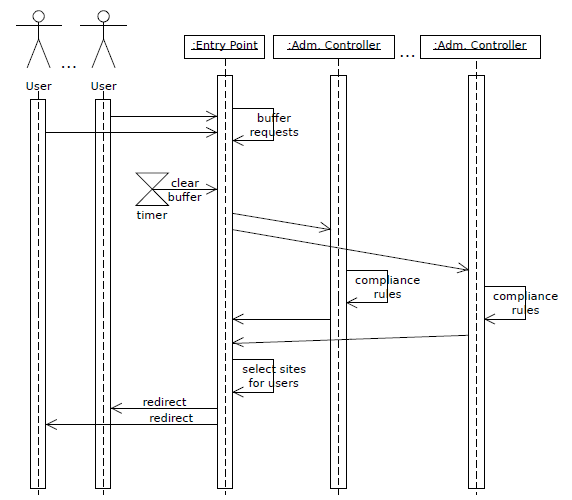 :Entry Point
:Adm. Controller
...
:Adm. Controller
...
User
User
buffer
requests
clear
buffer
timer
compliance
rules
compliance
rules
select sites
for users
redirect
redirect